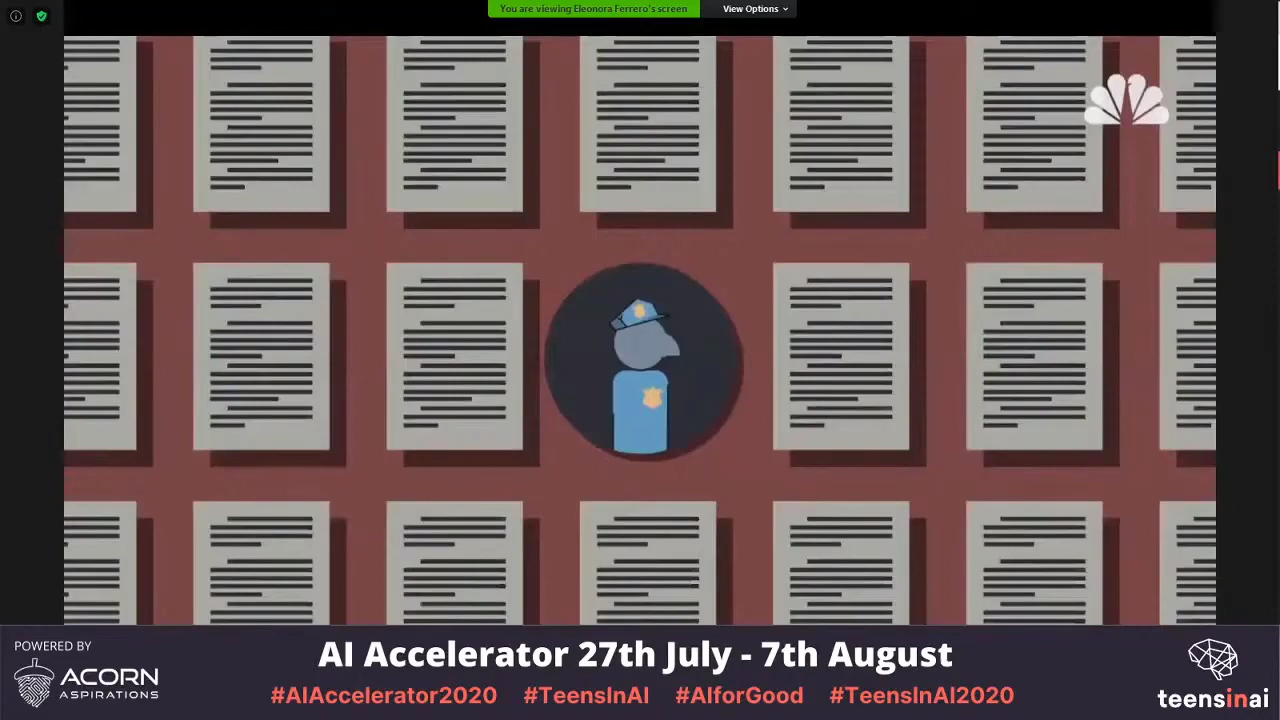 You are viewing Eleonora Ferrero's screen
View Options
POWERED BY
ACORN
ASPIRATIONS
AI Accelerator 27th July - 7th August
#AIAccelerator2020 #TeensInAI #AIforGood #TeensInAI2020
teensinai